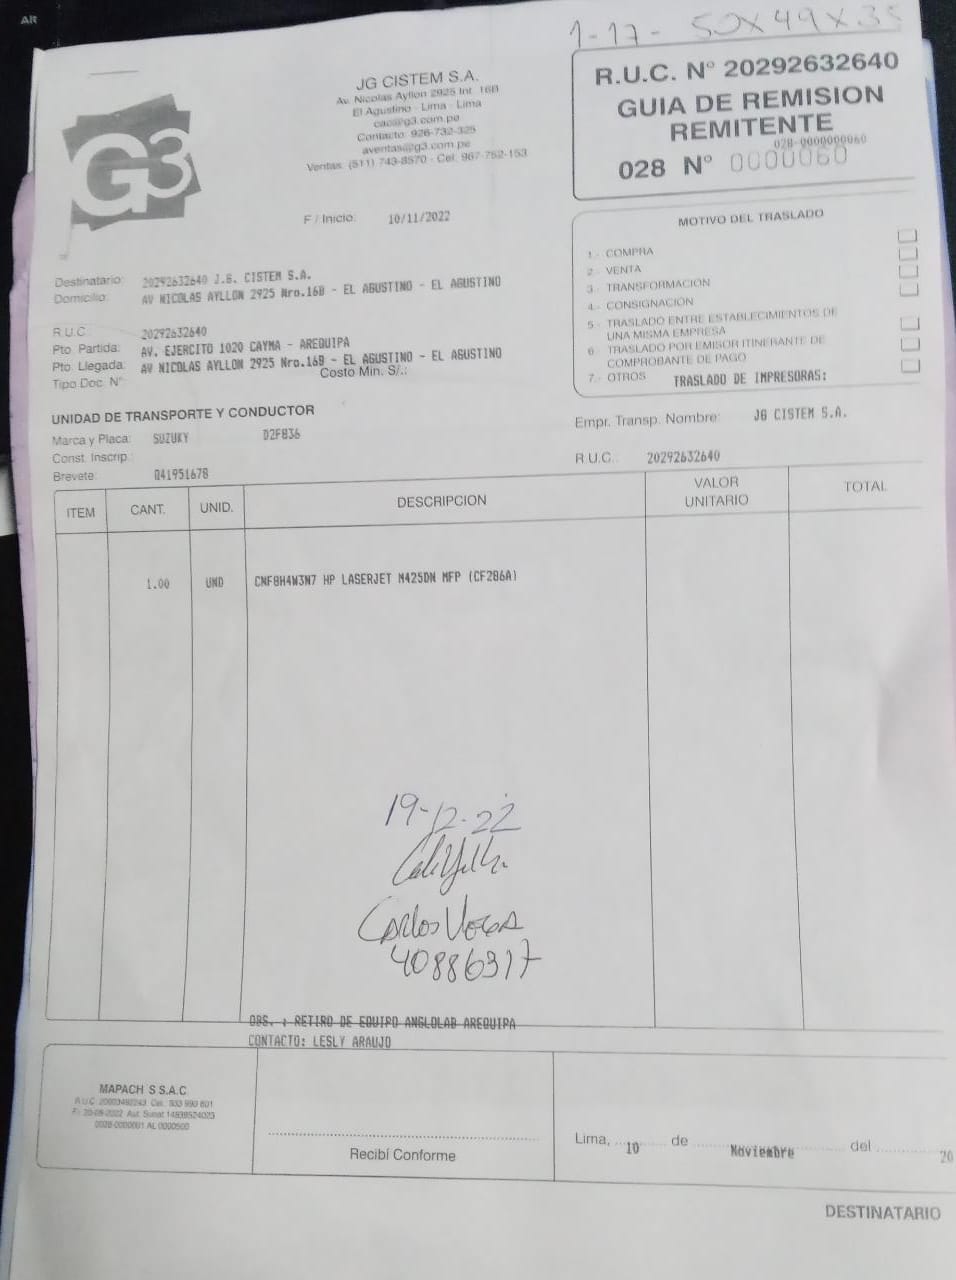 AR
1-17- 50X49X35
G3
JG CISTEM S.A.
Av. Nicolas Ayllon 2925 Int. 16B
El Agustino - Lima - Lima
cac@g3.com.pe
Contacto: 926-732-325
aventas@g3.com.pe
Ventas: (511) 743-8570 - Cel. 967-752-153
R.U.C. N° 20292632640
GUIA DE REMISION
REMITENTE
028-0000000060
028 N° 0000060
F / Inicio: 10/11/2022
MOTIVO DEL TRASLADO
1.- COMPRA
2.- VENTA
3.- TRANSFORMACIÓN
4.- CONSIGNACIÓN
5.- TRASLADO ENTRE ESTABLECIMIENTOS DE
UNA MISMA EMPRESA
6.- TRASLADO POR EMISOR ITINERANTE DE
COMPROBANTE DE PAGO
7.- OTROS TRASLADO DE IMPRESORAS:
Destinatario: 20292632640 J.G. CISTEM S.A.
Domicilio: AV NICOLAS AYLLON 2925 Nro.16B - EL AGUSTINO - EL AGUSTINO
R.U.C.: 20292632640
Pto. Partida: AV. EJERCITO 1020 CAYMA - AREQUIPA
Pto. Llegada: AV NICOLAS AYLLON 2925 Nro.16B - EL AGUSTINO - EL AGUSTINO
Tipo Doc. N° Costo Min. S/.:
UNIDAD DE TRANSPORTE Y CONDUCTOR
Marca y Placa: SUZUKY D2F836
Const. Inscrip.:
Brevete: Q41951678
Empr. Transp. Nombre: JG CISTEM S.A.
R.U.C.: 20292632640
ITEM CANT. UNID. DESCRIPCION VALOR UNITARIO TOTAL
1.00 UND CNF8H4W3N7 HP LASERJET M425DN MFP (CF286A)
19-12-22
Carlos Vega
40886317
OBS. : RETIRO DE EQUIPO ANGLOLAB AREQUIPA
CONTACTO: LESLY ARAUJO
MAPACH S S.A.C.
0028-0000001 AL 0000500
Recibí Conforme
Lima, 10 de Noviembre del 20
DESTINATARIO